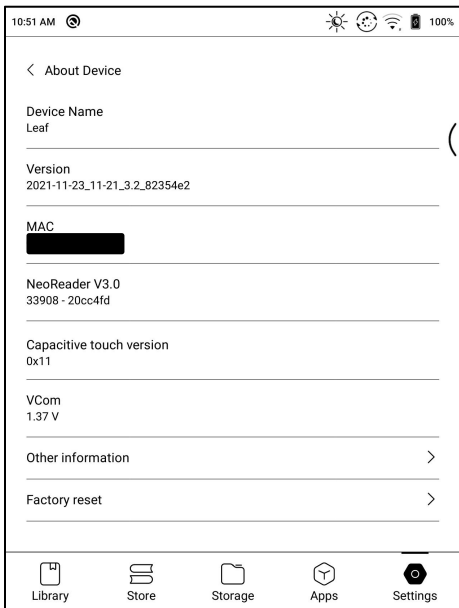 10:51 AM 100%
About Device
Device Name
Leaf
Version
2021-11-23_11-21_3.2_82354e2
MAC
NeoReader V3.0
33908 - 20cc4fd
Capacitive touch version
0x11
VCom
1.37 V
Other information
Factory reset
Library Store Storage Apps Settings